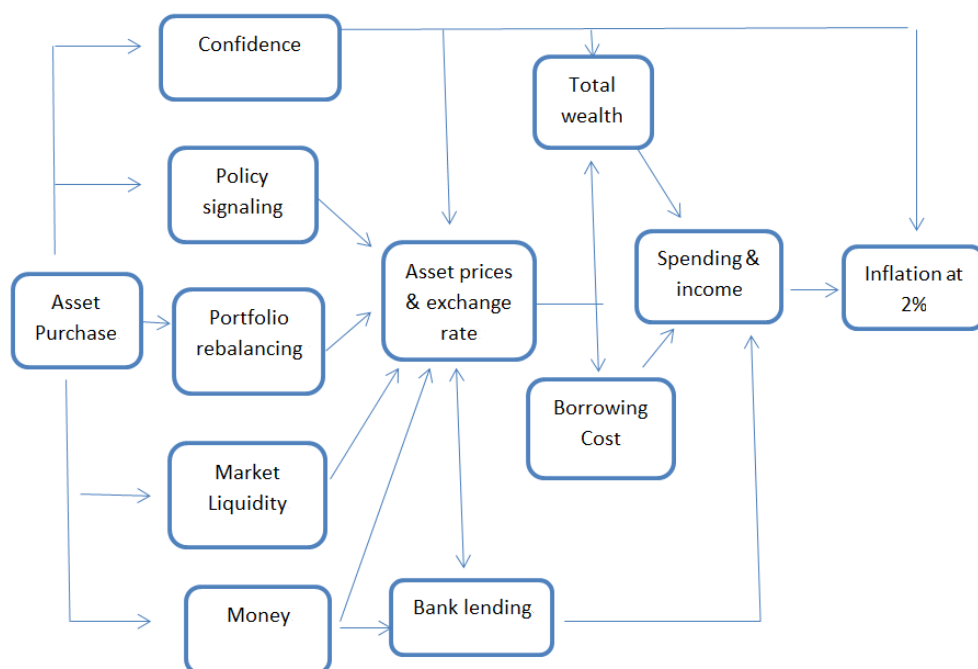 Confidence
Total
wealth
Policy
signaling
Asset
Purchase
Portfolio
rebalancing
Asset prices
& exchange
rate
Spending &
income
Inflation at
2%
Borrowing
Cost
Market
Liquidity
Money
Bank lending